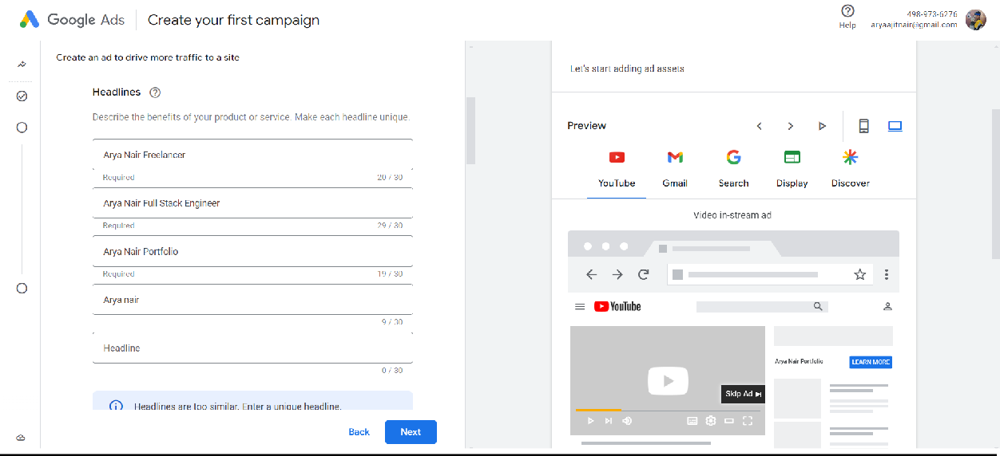 Google Ads
Create your first campaign
Help
498-973-6276
aryaajitnair@gmail.com
Create an ad to drive more traffic to a site
Headlines
Describe the benefits of your product or service. Make each headline unique.
Arya Nair Freelancer
Required 20 / 30
Arya Nair Full Stack Engineer
Required 29 / 30
Arya Nair Portfolio
Required 19 / 30
Arya nair
9 / 30
Headline
0 / 30
Headlines are too similar. Enter a unique headline.
Back
Next
Let's start adding ad assets
Preview
YouTube Gmail Search Display Discover
Video in-stream ad
YouTube
Arya Nair Portfolio
LEARN MORE
Skip Ad